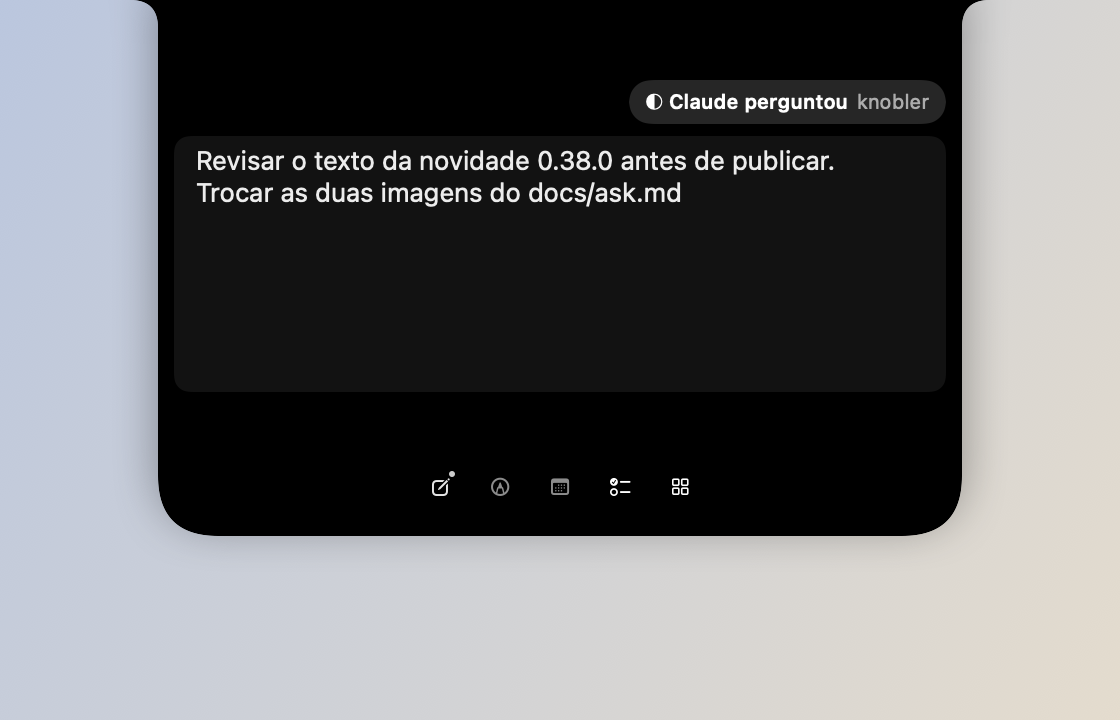 Claude perguntou knobler
Revisar o texto da novidade 0.38.0 antes de publicar.
Trocar as duas imagens do docs/ask.md